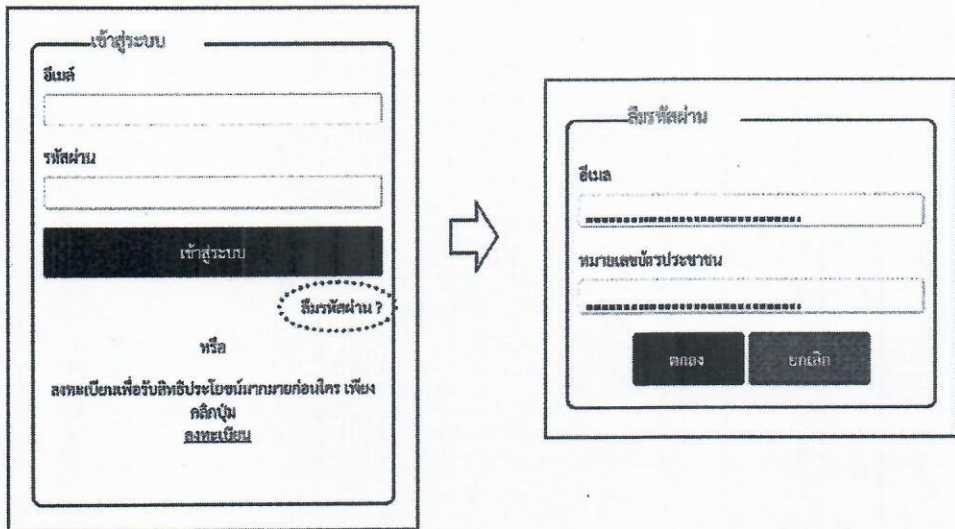 เข้าสู่ระบบ
อีเมล์
รหัสผ่าน
เข้าสู่ระบบ
ลืมรหัสผ่าน ?
หรือ
ลงทะเบียนเพื่อรับสิทธิประโยชน์มากมายก่อนใคร เพียง
คลิกปุ่ม
ลงทะเบียน
ลืมรหัสผ่าน
อีเมล
หมายเลขบัตรประชาชน
ตกลง
ยกเลิก